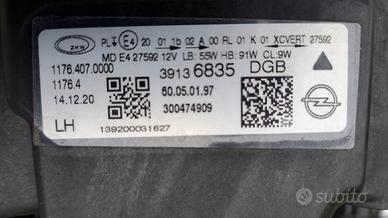 ZKW PL E4 20 01 1b 02 A 00 RL 01 K 01 XCVERT 27592
MD E4 27592 12V LB: 55W HB: 91W CL:9W
1176.407.0000
39136835 DGB
1176.4
14.12.20
60.05.01.97
300474909
LH
139200031627
subito